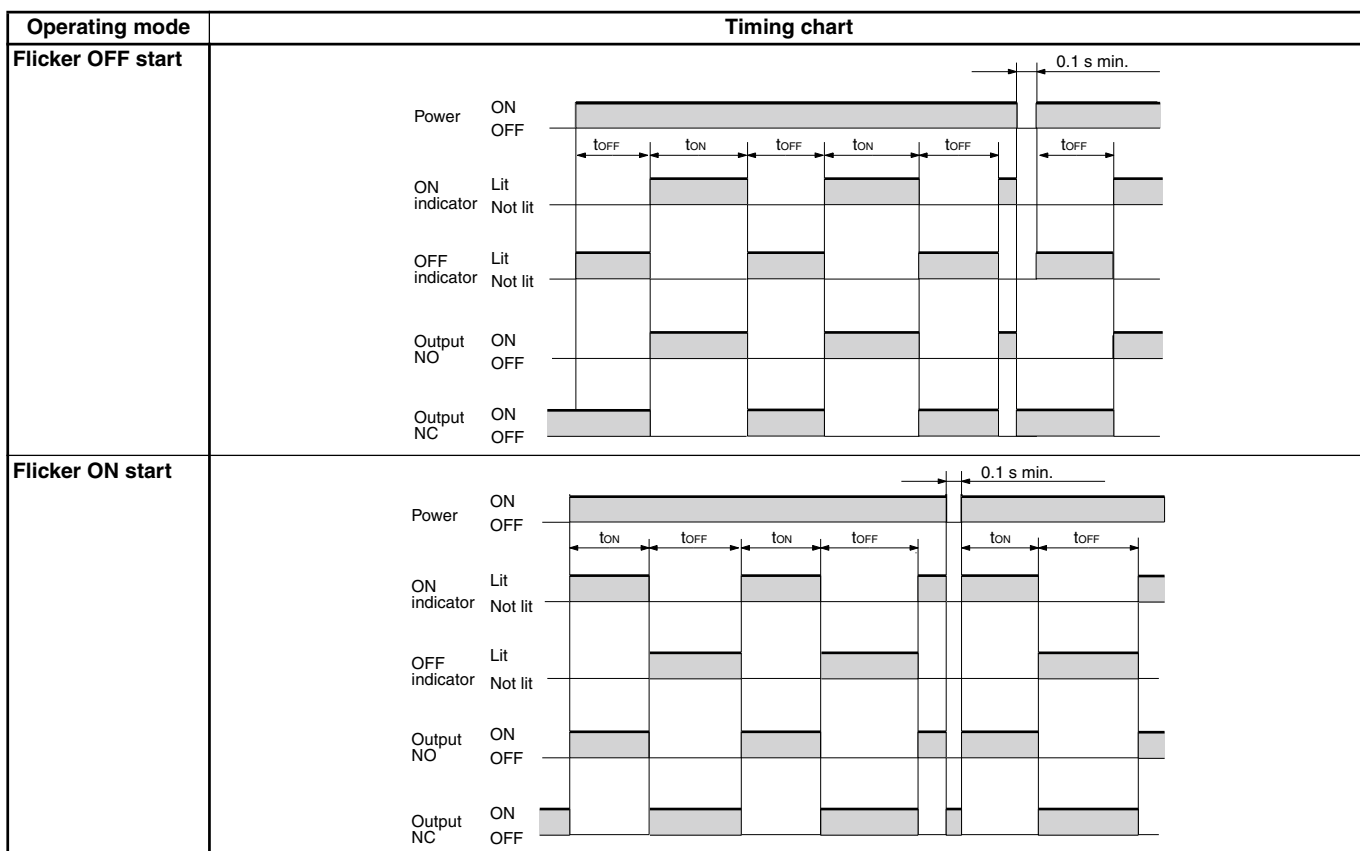 Operating mode Timing chart
Flicker OFF start
0.1 s min.
Power ON
OFF
tOFF tON tOFF tON tOFF tOFF
ON indicator Lit
Not lit
OFF indicator Lit
Not lit
Output NO ON
OFF
Output NC ON
OFF
Flicker ON start
0.1 s min.
Power ON
OFF
tON tOFF tON tOFF tON tOFF
ON indicator Lit
Not lit
OFF indicator Lit
Not lit
Output NO ON
OFF
Output NC ON
OFF